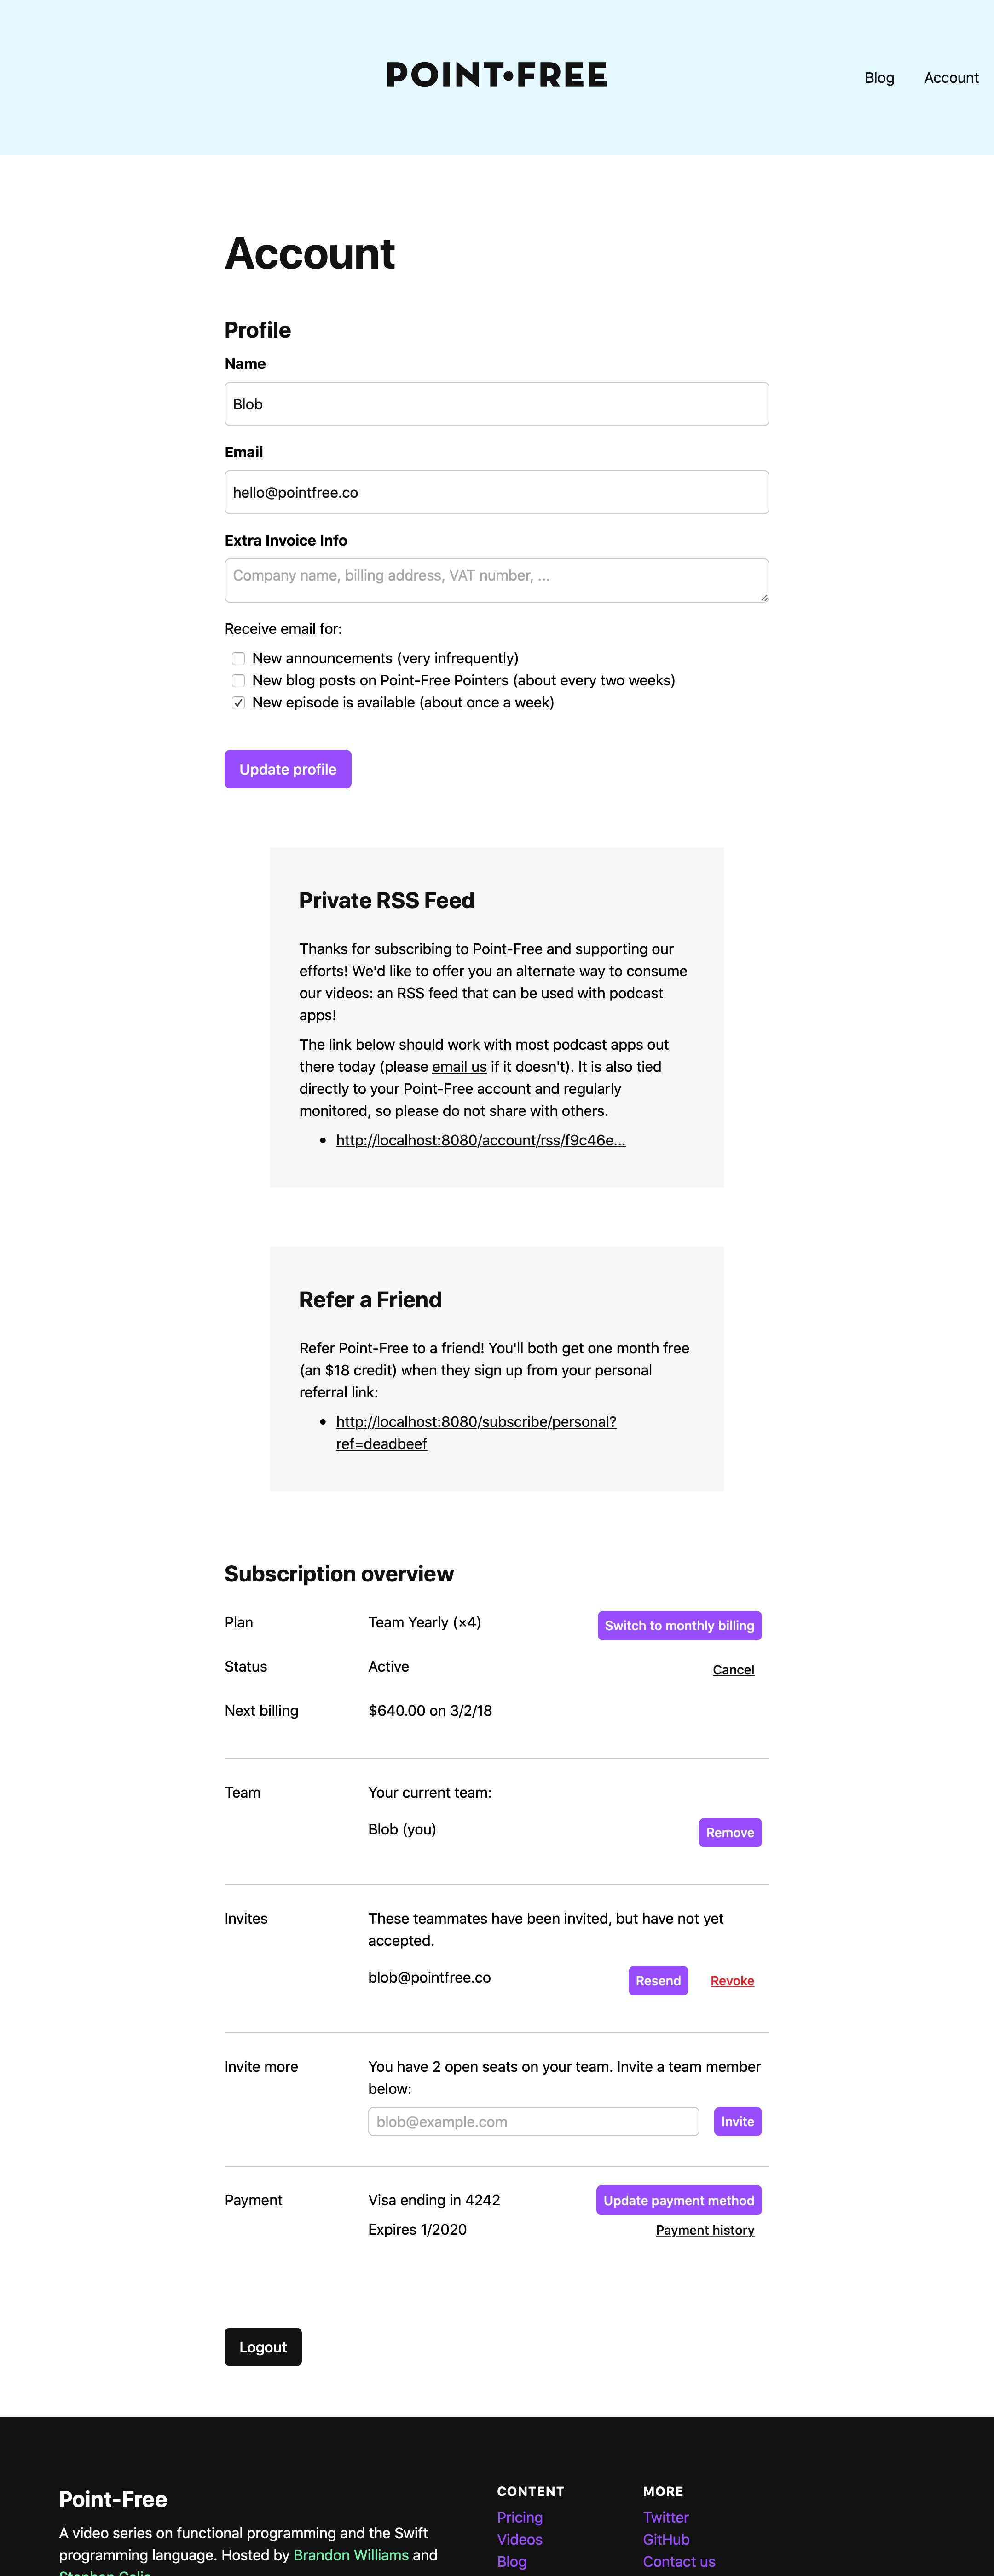 POINT•FREE
Blog Account
Account
Profile
Name
Blob
Email
hello@pointfree.co
Extra Invoice Info
Company name, billing address, VAT number, ...
Receive email for:
New announcements (very infrequently)
New blog posts on Point-Free Pointers (about every two weeks)
New episode is available (about once a week)
Update profile
Private RSS Feed
Thanks for subscribing to Point-Free and supporting our
efforts! We'd like to offer you an alternate way to consume
our videos: an RSS feed that can be used with podcast
apps!
The link below should work with most podcast apps out
there today (please email us if it doesn't). It is also tied
directly to your Point-Free account and regularly
monitored, so please do not share with others.
• http://localhost:8080/account/rss/f9c46e...
Refer a Friend
Refer Point-Free to a friend! You'll both get one month free
(an $18 credit) when they sign up from your personal
referral link:
• http://localhost:8080/subscribe/personal?
ref=deadbeef
Subscription overview
Plan Team Yearly (×4) Switch to monthly billing
Status Active Cancel
Next billing $640.00 on 3/2/18
Team Your current team:
Blob (you) Remove
Invites These teammates have been invited, but have not yet
accepted.
blob@pointfree.co Resend Revoke
Invite more You have 2 open seats on your team. Invite a team member
below:
blob@example.com Invite
Payment Visa ending in 4242 Update payment method
Expires 1/2020 Payment history
Logout
Point-Free
A video series on functional programming and the Swift
programming language. Hosted by Brandon Williams and
CONTENT
Pricing
Videos
Blog
MORE
Twitter
GitHub
Contact us